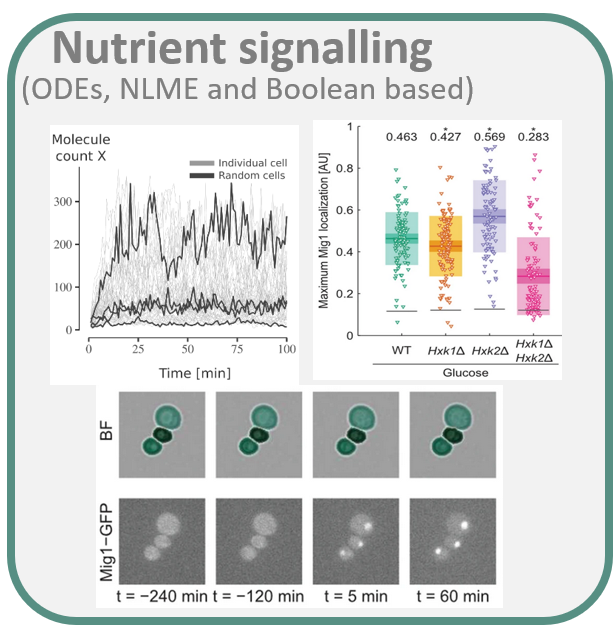 Nutrient signalling
(ODEs, NLME and Boolean based)
Molecule
count X
Individual cell
Random cells
300
200
100
0
0 25 50 75 100
Time [min]
Maximum Mig1 localization [AU]
1
0.8
0.6
0.4
0.2
0
* * *
0.463 0.427 0.569 0.283
WT Hxk1Δ Hxk2Δ Hxk1Δ
Hxk2Δ
Glucose
BF
Mig1−GFP
t = −240 min t = −120 min t = 5 min t = 60 min